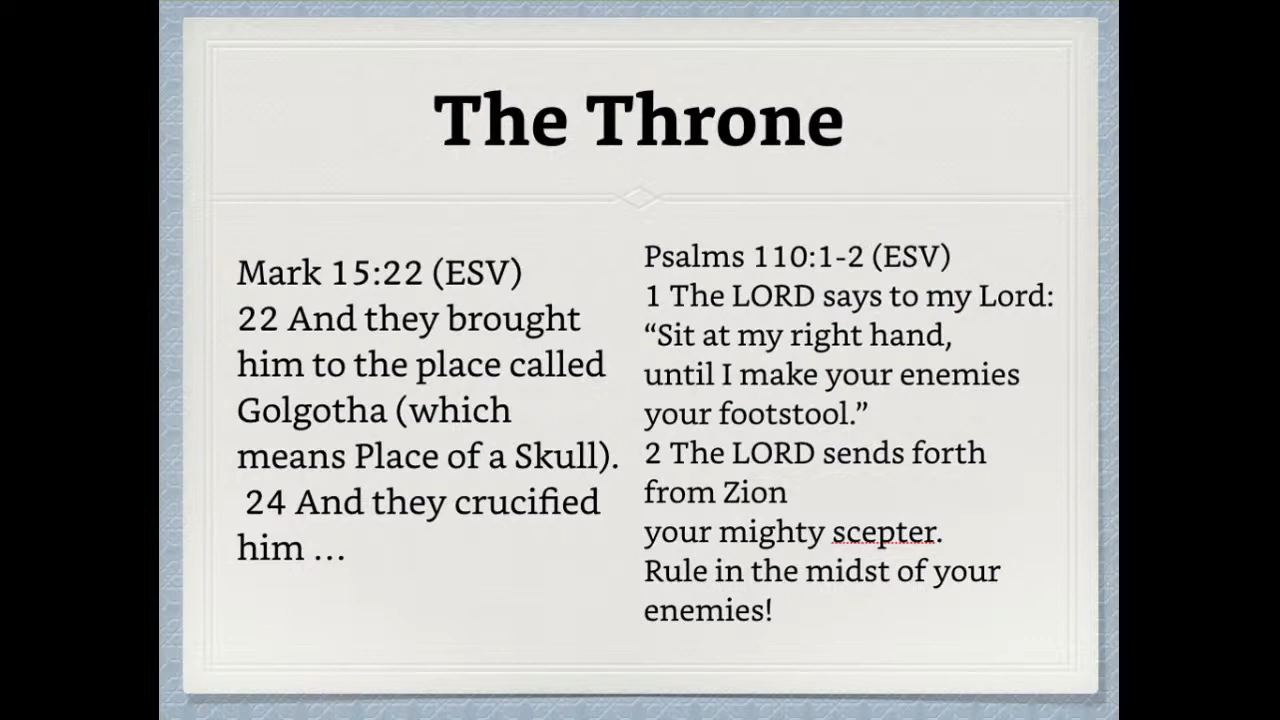 The Throne
Mark 15:22 (ESV)
22 And they brought
him to the place called
Golgotha (which
means Place of a Skull).
24 And they crucified
him …
Psalms 110:1-2 (ESV)
1 The LORD says to my Lord:
“Sit at my right hand,
until I make your enemies
your footstool.”
2 The LORD sends forth
from Zion
your mighty scepter.
Rule in the midst of your
enemies!